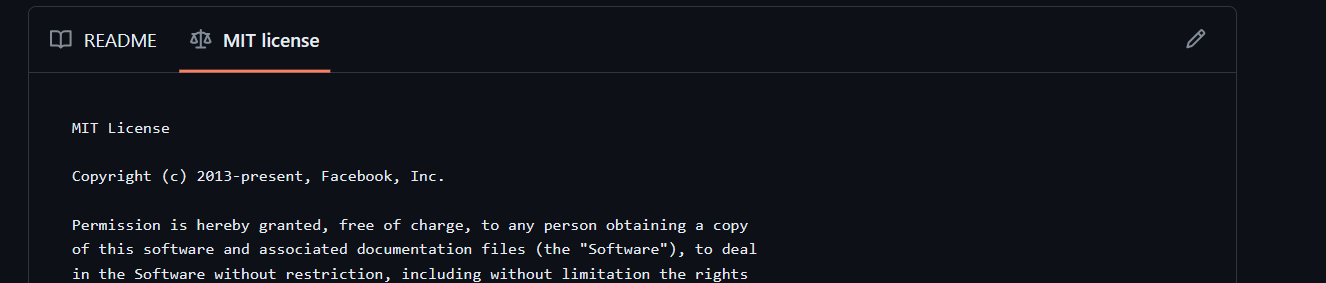 README MIT license
MIT License
Copyright (c) 2013-present, Facebook, Inc.
Permission is hereby granted, free of charge, to any person obtaining a copy
of this software and associated documentation files (the "Software"), to deal
in the Software without restriction, including without limitation the rights